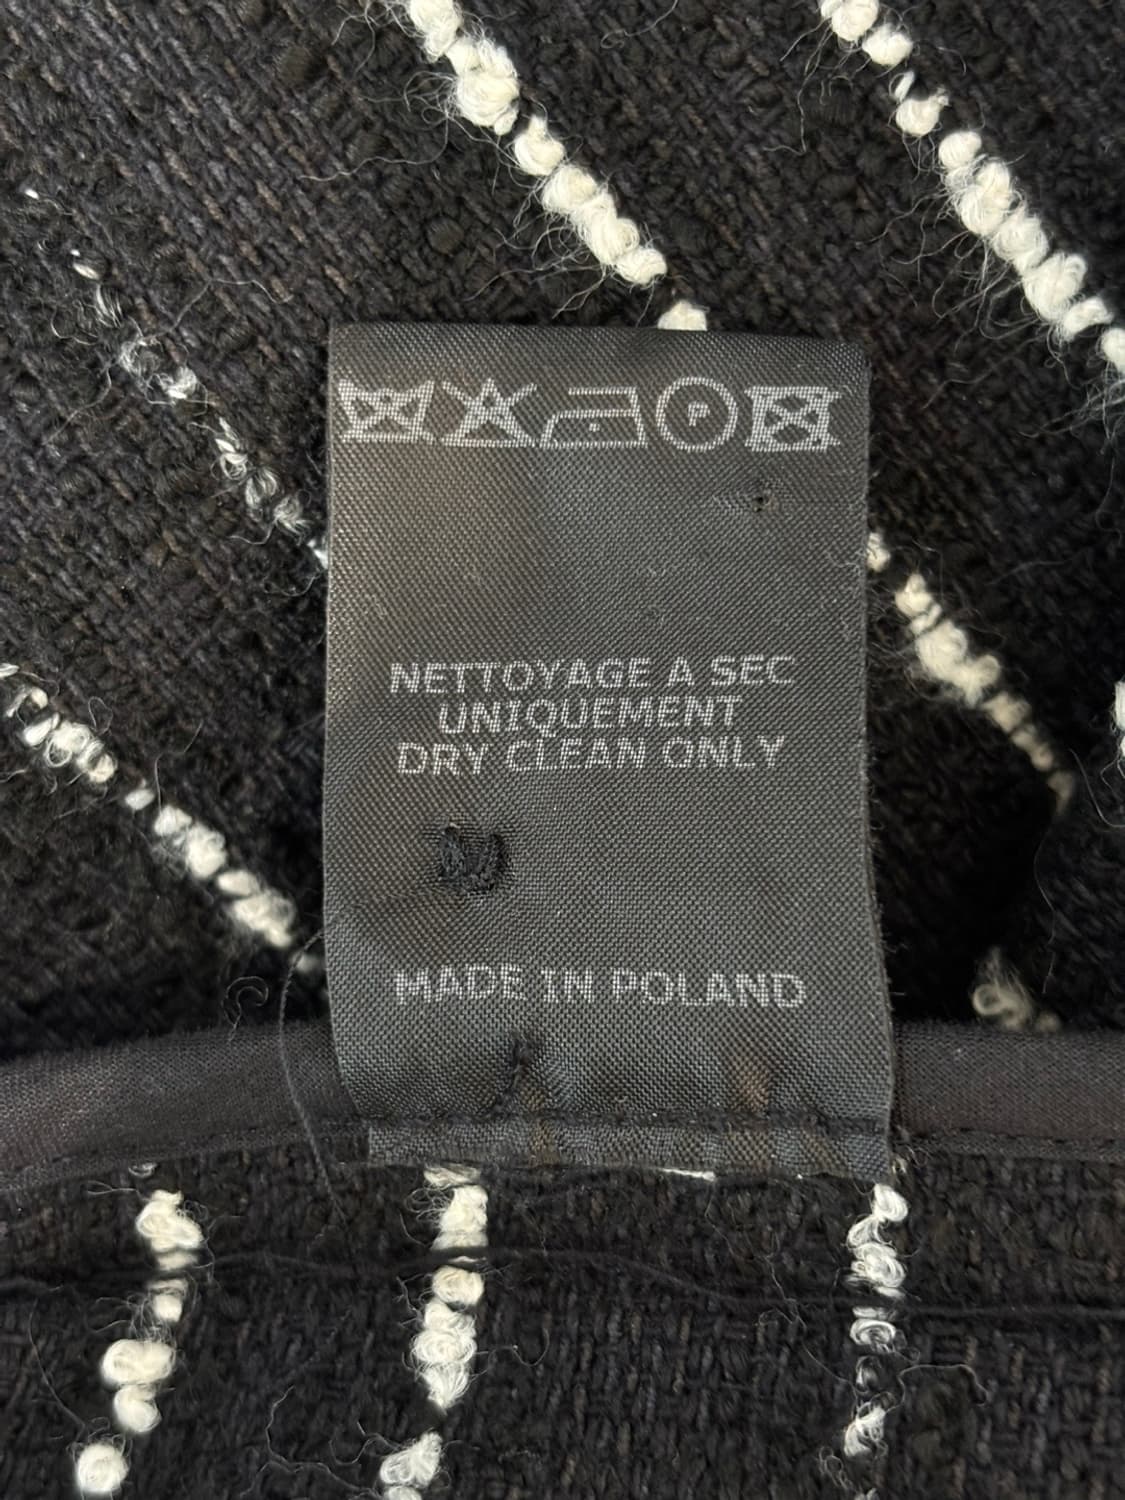 P
NETTOYAGE A SEC
UNIQUEMENT
DRY CLEAN ONLY
MADE IN POLAND